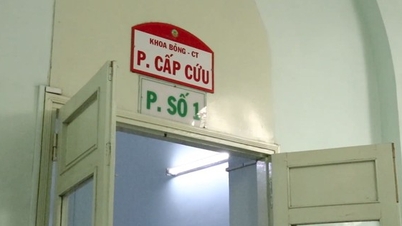 KHOA BỎNG - CT
P. CẤP CỨU
P. SỐ 1